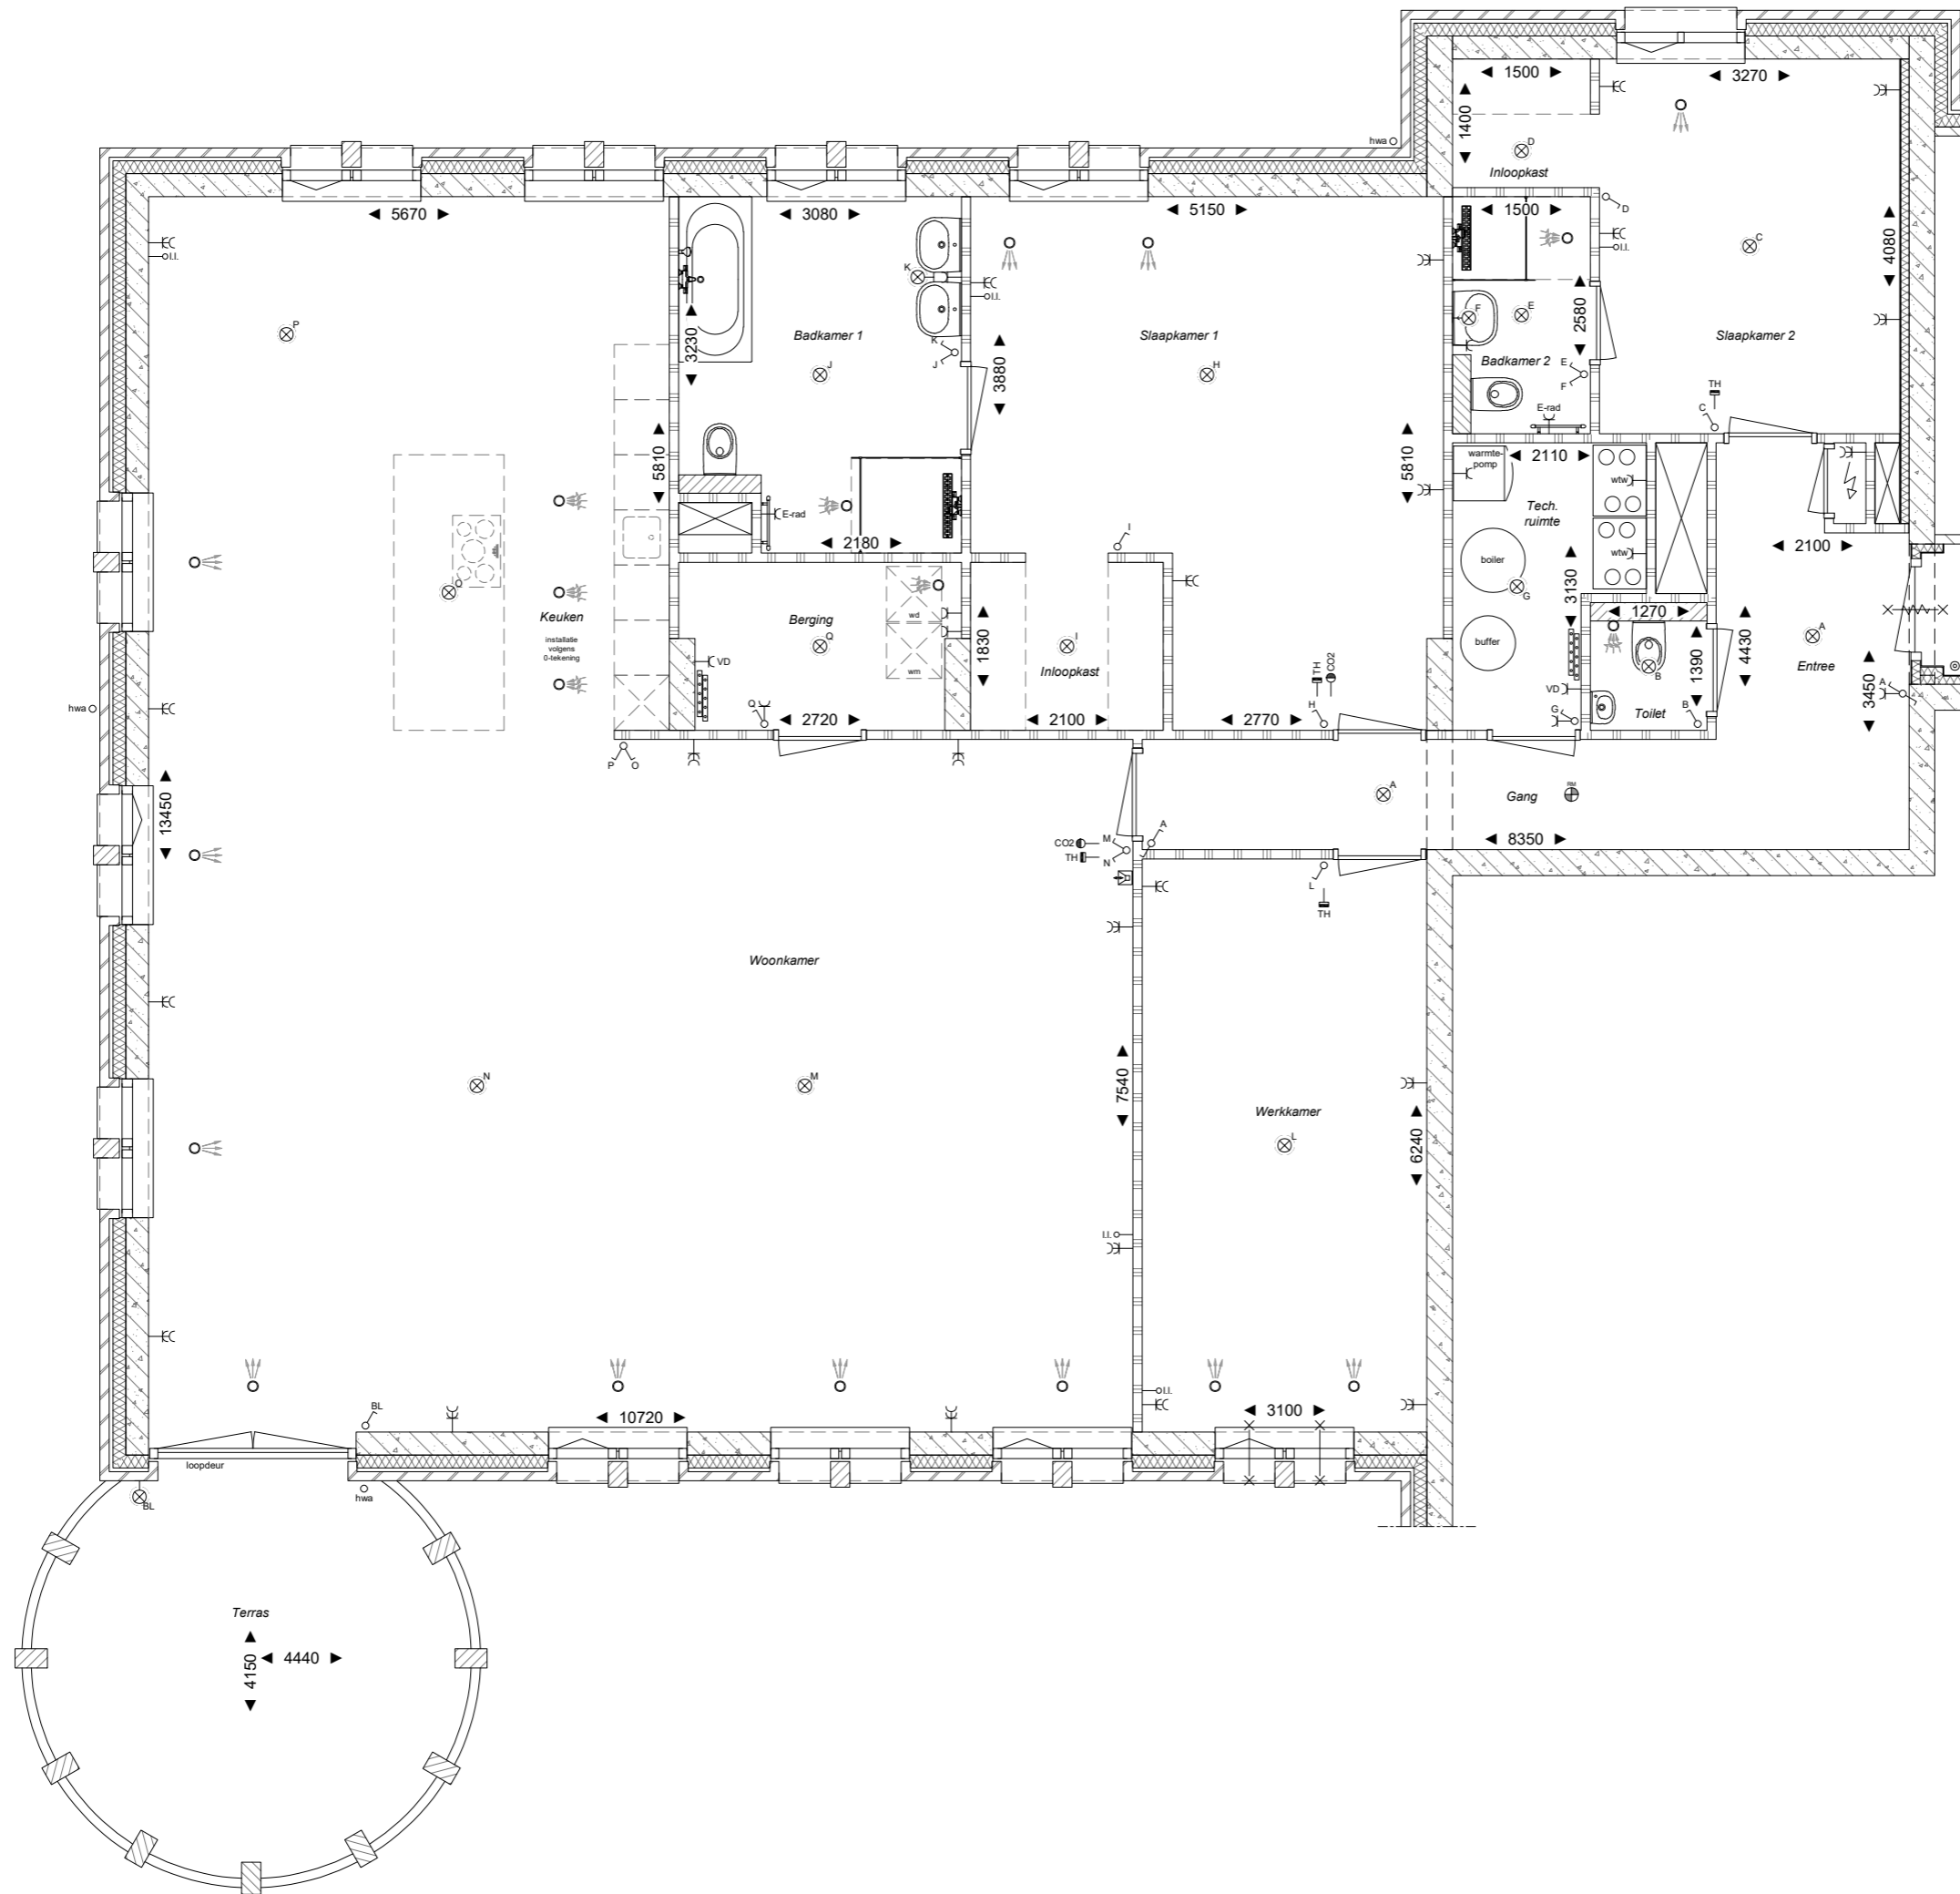 1500
3270
1400
D
hwa
Inloopkast
5670
3080
5150
1500
D
l.l.
l.l.
C
4080
K
l.l.
P
3230
Badkamer 1
K
J
J
3880
Slaapkamer 1
H
F
E
2580
Slaapkamer 2
Badkamer 2
E
F
TH
C
E-rad
5810
5810
warmte-
pomp
2110
wtw
Tech.
ruimte
E-rad
2180
I
2100
wtw
boiler
G
3130
O
Keuken
installatie
volgens
0-tekening
Berging
Q
wd
wm
1830
I
Inloopkast
1270
buffer
B
1390
4430
A
Entree
3450
A
VD
TH
CO2
VD
hwa
Q
2720
2100
2770
H
G
Toilet
B
P
O
13450
A
Gang
RM
CO2
M
A
TH
N
8350
L
TH
Woonkamer
N
M
7540
Werkkamer
L
6240
l.l.
l.l.
BL
10720
3100
loopdeur
BL
hwa
Terras
4150
4440